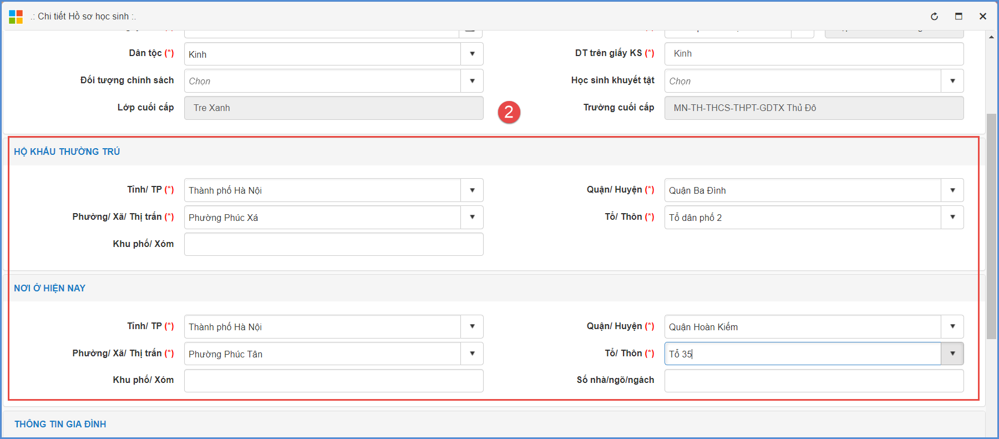 .: Chi tiết Hồ sơ học sinh :.
Dân tộc (*) Kinh DT trên giấy KS (*) Kinh
Đối tượng chính sách Chọn Học sinh khuyết tật Chọn
Lớp cuối cấp Tre Xanh 2 Trường cuối cấp MN-TH-THCS-THPT-GDTX Thủ Đô
HỘ KHẨU THƯỜNG TRÚ
Tỉnh/ TP (*) Thành phố Hà Nội Quận/ Huyện (*) Quận Ba Đình
Phường/ Xã/ Thị trấn (*) Phường Phúc Xá Tổ/ Thôn (*) Tổ dân phố 2
Khu phố/ Xóm
NƠI Ở HIỆN NAY
Tỉnh/ TP (*) Thành phố Hà Nội Quận/ Huyện (*) Quận Hoàn Kiếm
Phường/ Xã/ Thị trấn (*) Phường Phúc Tân Tổ/ Thôn (*) Tổ 35
Khu phố/ Xóm Số nhà/ngõ/ngách
THÔNG TIN GIA ĐÌNH